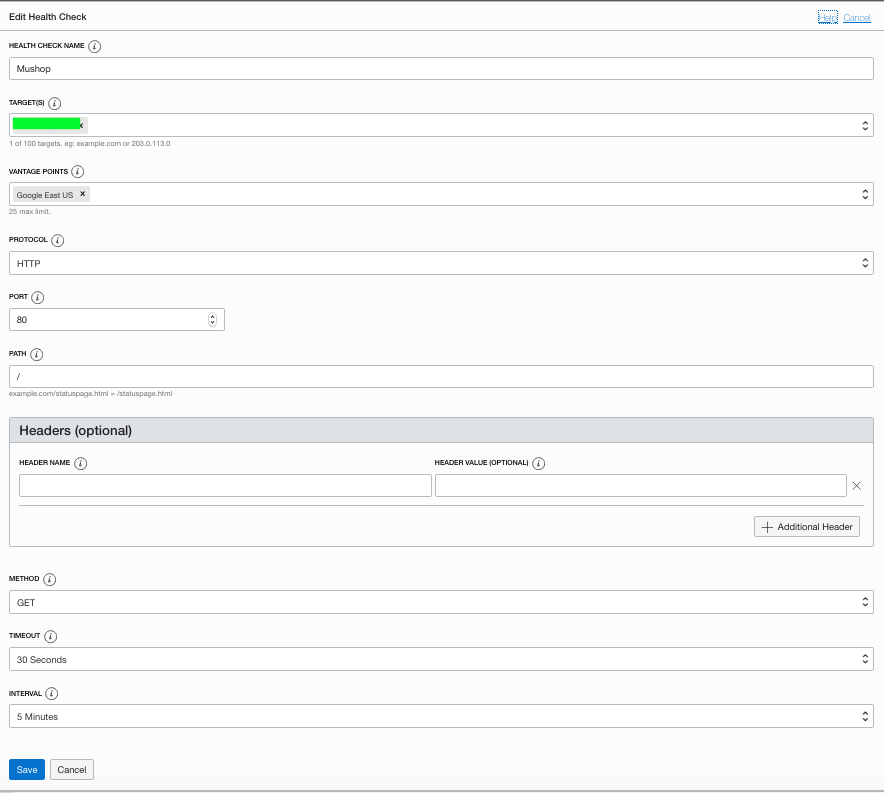 Edit Health Check
Help Cancel
HEALTH CHECK NAME i
Mushop
TARGET(S) i
x
1 of 100 targets. eg: example.com or 203.0.113.0
VANTAGE POINTS i
Google East US x
25 max limit.
PROTOCOL i
HTTP
PORT i
80
PATH i
/
example.com/statuspage.html = /statuspage.html
Headers (optional)
HEADER NAME i HEADER VALUE (OPTIONAL) i
+ Additional Header
METHOD i
GET
TIMEOUT i
30 Seconds
INTERVAL i
5 Minutes
Save Cancel